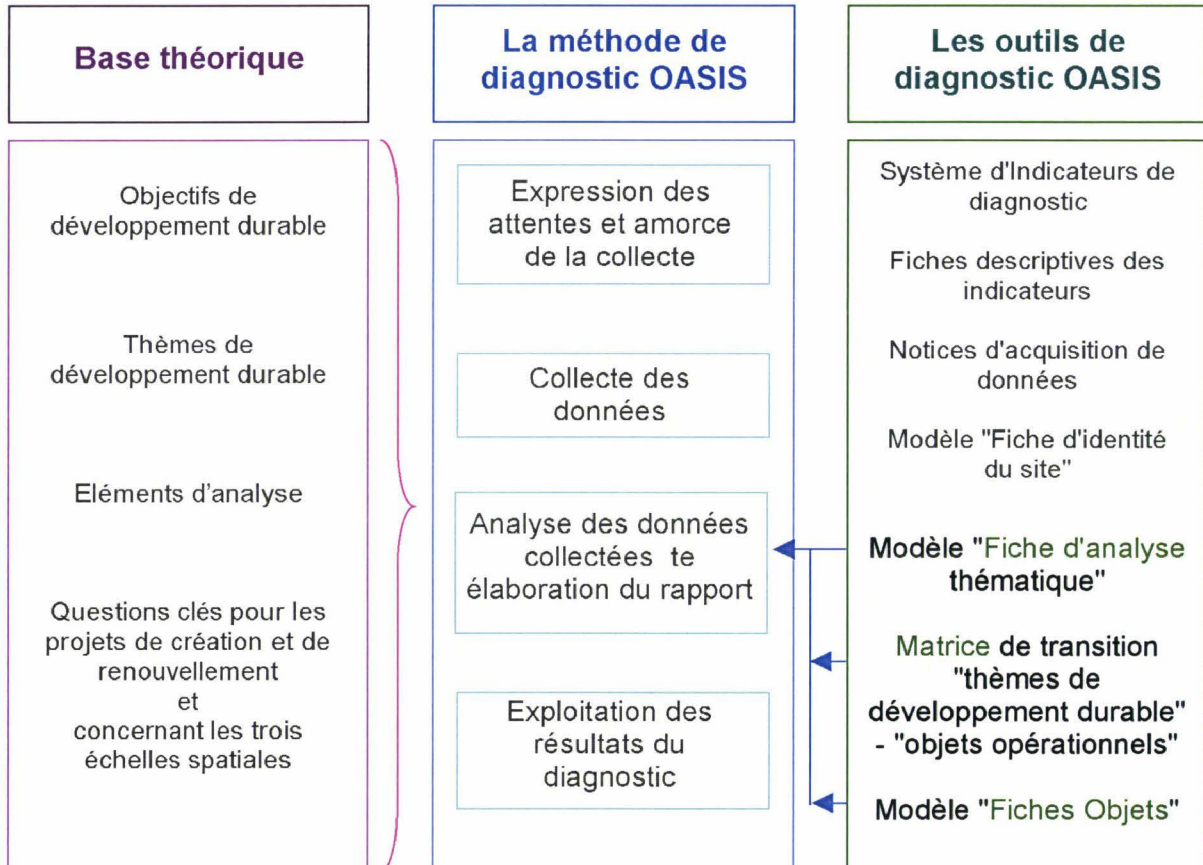 Base théorique
La méthode de
diagnostic OASIS
Les outils de
diagnostic OASIS
Objectifs de
développement durable
Thèmes de
développement durable
Eléments d'analyse
Questions clés pour les
projets de création et de
renouvellement
et
concernant les trois
échelles spatiales
Expression des
attentes et amorce
de la collecte
Collecte des
données
Analyse des données
collectées te
élaboration du rapport
Exploitation des
résultats du
diagnostic
Système d'Indicateurs de
diagnostic
Fiches descriptives des
indicateurs
Notices d'acquisition de
données
Modèle "Fiche d'identité
du site"
Modèle "Fiche d'analyse
thématique"
Matrice de transition
"thèmes de
développement durable"
- "objets opérationnels"
Modèle "Fiches Objets"